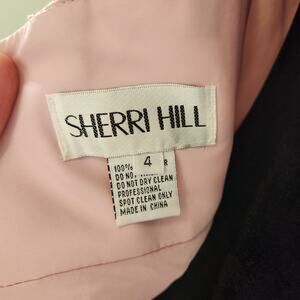 SHERRI HILL
4
100%
DO NOT
DO NOT DRY CLEAN
PROFESSIONAL
SPOT CLEAN ONLY
MADE IN CHINA